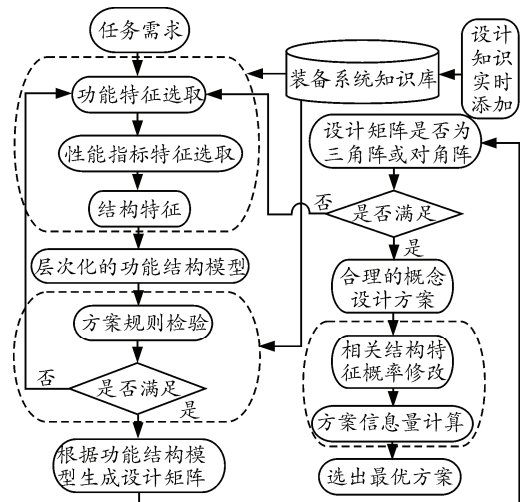 任务需求
功能特征选取
性能指标特征选取
结构特征
层次化的功能结构模型
方案规则检验
否
是否满足
是
根据功能结构模
型生成设计矩阵
装备系统知识库
设计
知识
实时
添加
设计矩阵是否为
三角阵或对角阵
否
是否满足
是
合理的概念
设计方案
相关结构特
征概率修改
方案信息量计算
选出最优方案